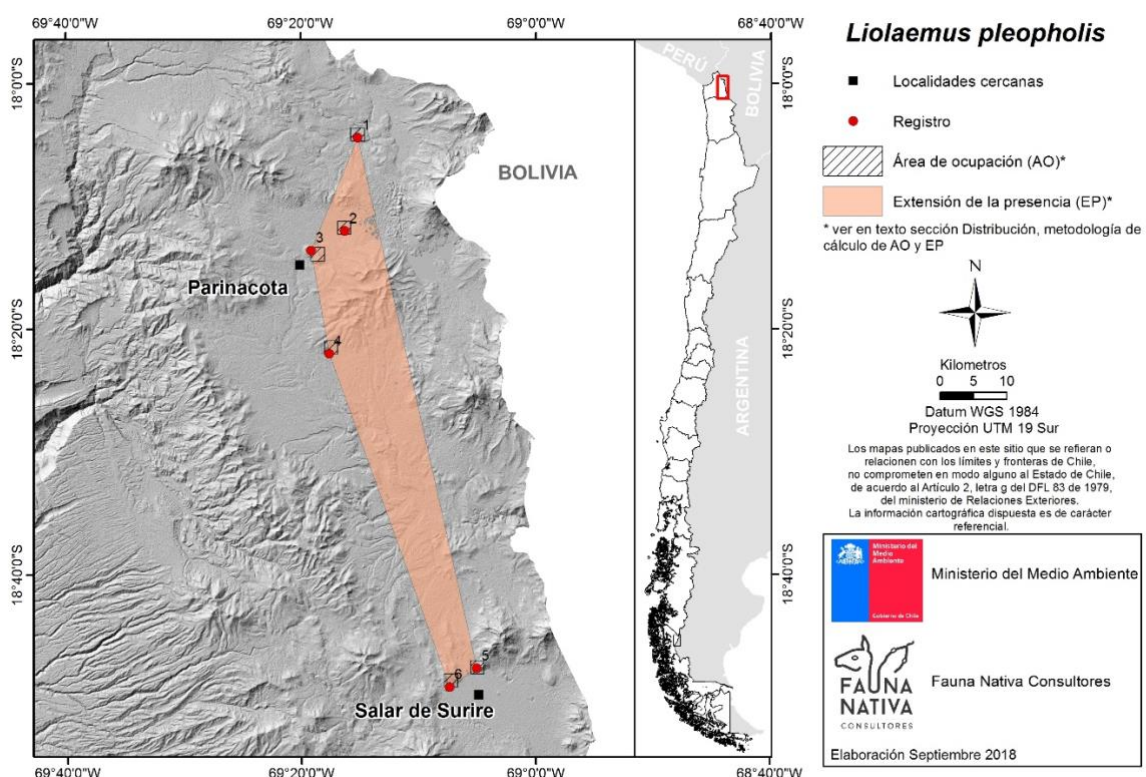 69°40'0"W
69°20'0"W
69°0'0"W
68°40'0"W
18°0'0"S
18°20'0"S
18°40'0"S
1
2
3
4
5
6
BOLIVIA
Parinacota
Salar de Surire
18°0'0"S
18°20'0"S
18°40'0"S
69°40'0"W
69°20'0"W
69°0'0"W
68°40'0"W
PERÚ
BOLIVIA
ARGENTINA
Liolaemus pleopholis
Localidades cercanas
Registro
Área de ocupación (AO)*
Extensión de la presencia (EP)*
* ver en texto sección Distribución, metodología de
cálculo de AO y EP
N
Kilometros
0 5 10
Datum WGS 1984
Proyección UTM 19 Sur
Los mapas publicados en este sitio que se refieran o
relacionen con los límites y fronteras de Chile,
no comprometen en modo alguno al Estado de Chile,
de acuerdo al Artículo 2, letra g del DFL 83 de 1979,
del ministerio de Relaciones Exteriores.
La información cartográfica dispuesta es de carácter
referencial.
Ministerio del
Medio
Ambiente
Gobierno de Chile
Ministerio del Medio Ambiente
FAUNA
NATIVA
CONSULTORES
Fauna Nativa Consultores
Elaboración Septiembre 2018